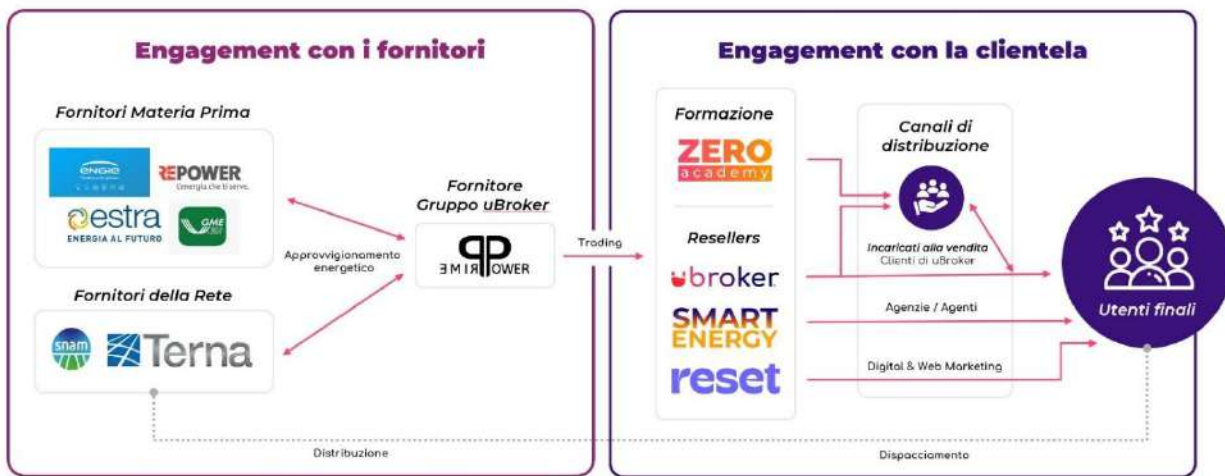 Engagement con i fornitori
Fornitori Materia Prima
ENGIE
REPOWER
L'energia che ti serve.
estra
ENERGIA AL FUTURO
GME
Fornitori della Rete
snam
Terna
Approvvigionamento
energetico
Fornitore
Gruppo uBroker
PRIME POWER
Trading
Distribuzione
Engagement con la clientela
Formazione
ZERO
academy
Resellers
ubroker
SMART
ENERGY
reset
Canali di
distribuzione
Incaricati alla vendita
Clienti di uBroker
Agenzie / Agenti
Digital & Web Marketing
Utenti finali
Dispacciamento